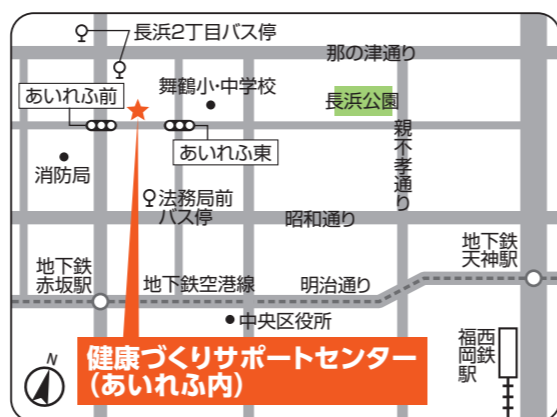 長浜2丁目バス停
那の津通り
舞鶴小・中学校
長浜公園
あいれふ前
あいれふ東
親不孝通り
消防局
法務局前
バス停
昭和通り
地下鉄
天神駅
地下鉄
赤坂駅
地下鉄空港線
明治通り
中央区役所
健康づくりサポートセンター
(あいれふ内)
西鉄
福岡駅
N